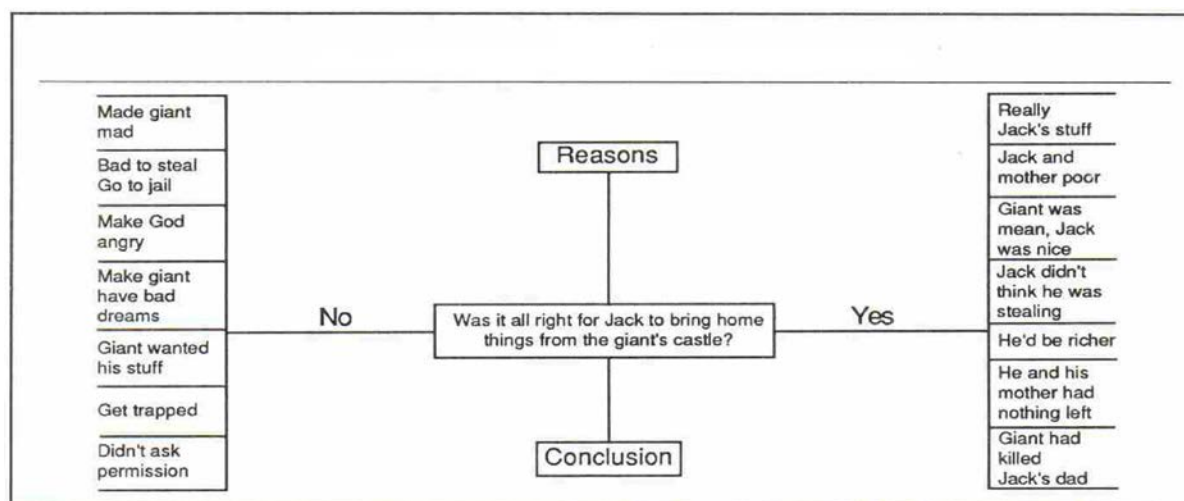 Made giant
mad
Bad to steal
Go to jail
Make God
angry
Make giant
have bad
dreams
Giant wanted
his stuff
Get trapped
Didn't ask
permission
No
Reasons
Was it all right for Jack to bring home
things from the giant's castle?
Conclusion
Yes
Really
Jack's stuff
Jack and
mother poor
Giant was
mean, Jack
was nice
Jack didn't
think he was
stealing
He'd be richer
He and his
mother had
nothing left
Giant had
killed
Jack's dad